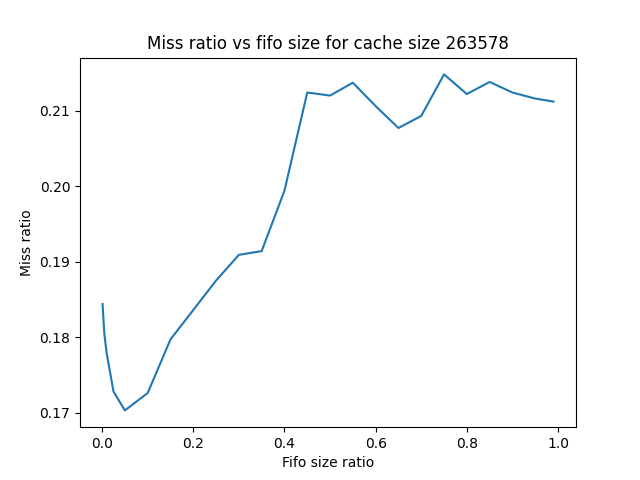 Miss ratio vs fifo size for cache size 263578
0.21
0.20
0.19
0.18
0.17
Miss ratio
0.0 0.2 0.4 0.6 0.8 1.0
Fifo size ratio